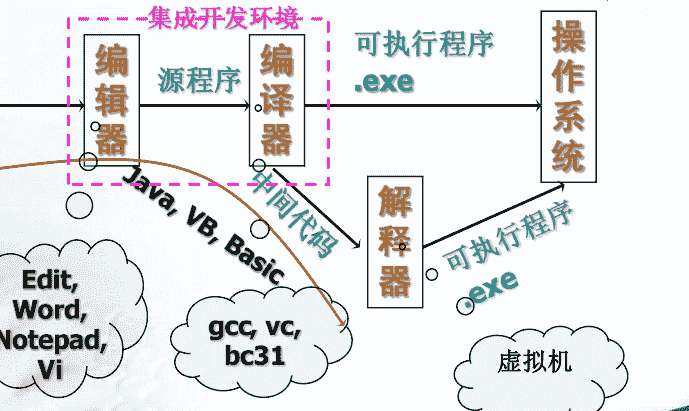 集成开发环境
编辑器
源程序
编译器
可执行程序
.exe
操作系统
Java, VB, Basic
中间代码
解释器
可执行程序
.exe
Edit,
Word,
Notepad,
Vi
gcc, vc,
bc31
虚拟机